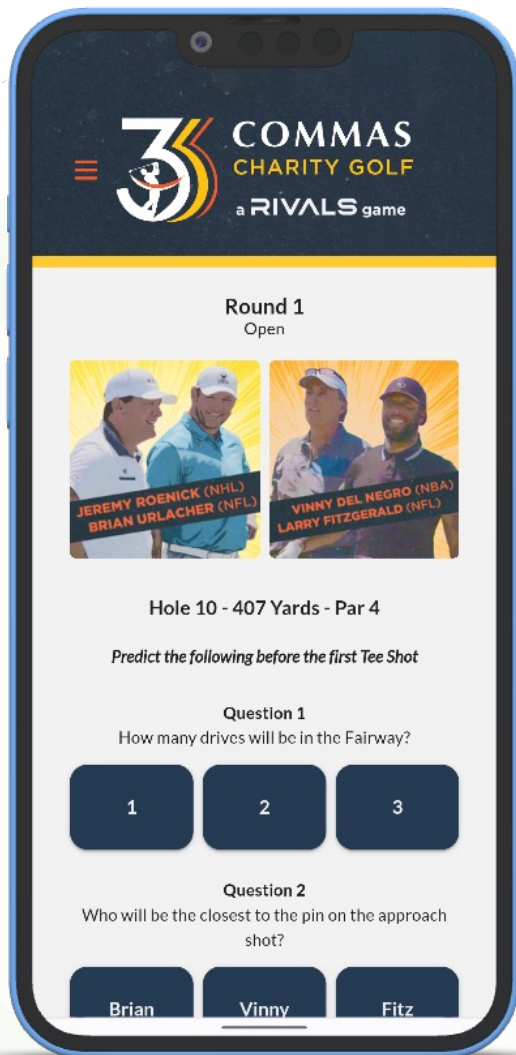 3
COMMAS
CHARITY GOLF
a RIVALS game
Round 1
Open
JEREMY ROENICK (NHL)
BRIAN URLACHER (NFL)
VINNY DEL NEGRO (NBA)
LARRY FITZGERALD (NFL)
Hole 10 - 407 Yards - Par 4
Predict the following before the first Tee Shot
Question 1
How many drives will be in the Fairway?
1
2
3
Question 2
Who will be the closest to the pin on the approach
shot?
Brian
Vinny
Fitz